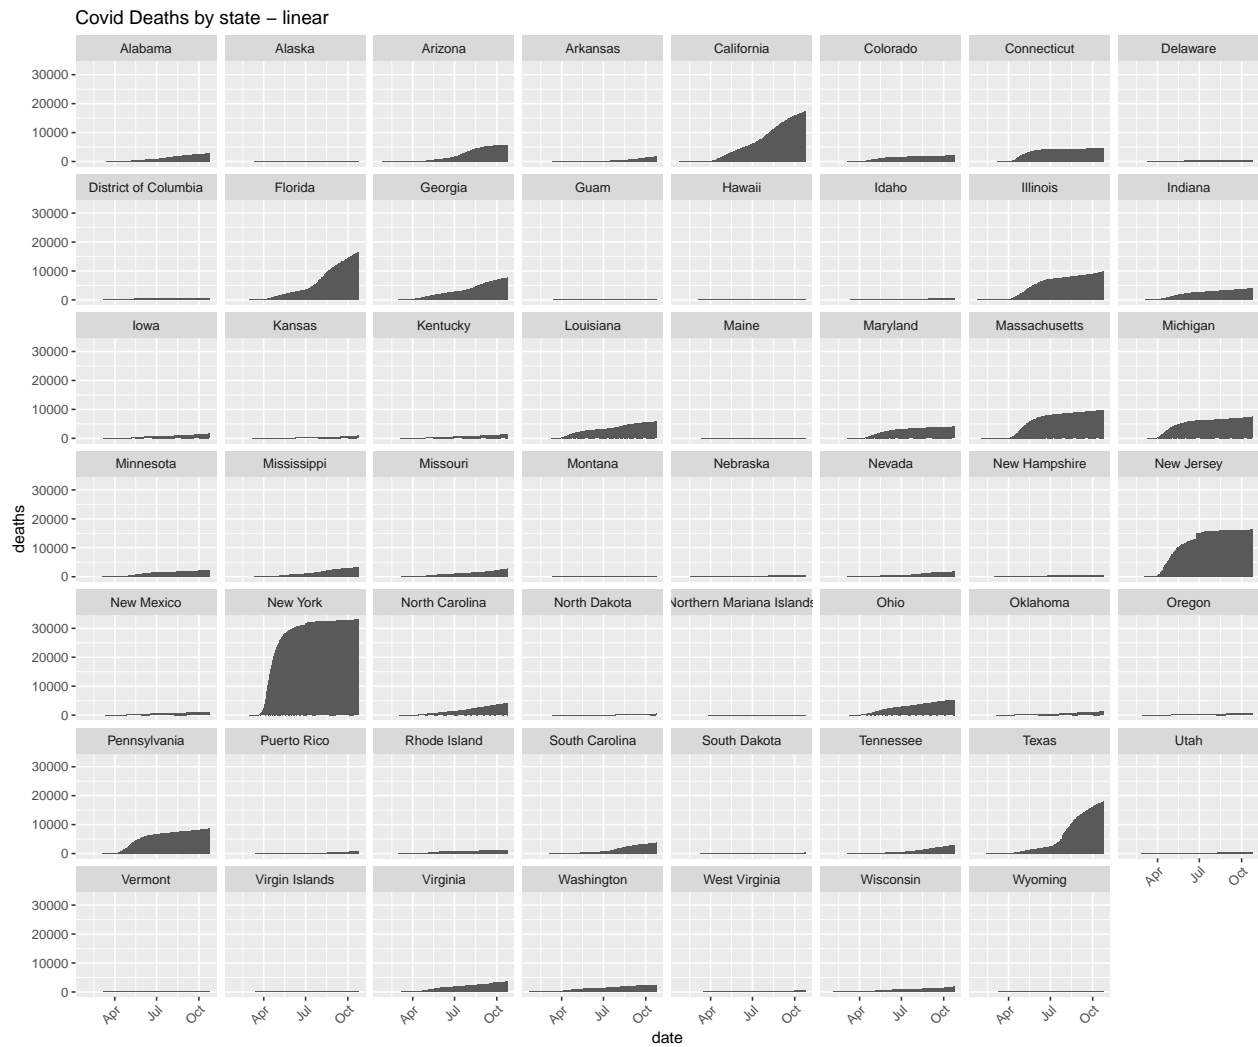 Covid Deaths by state − linear
Alabama Alaska Arizona Arkansas California Colorado Connecticut Delaware
30000
20000
10000
0
District of Columbia Florida Georgia Guam Hawaii Idaho Illinois Indiana
30000
20000
10000
0
Iowa Kansas Kentucky Louisiana Maine Maryland Massachusetts Michigan
30000
20000
10000
0
Minnesota Mississippi Missouri Montana Nebraska Nevada New Hampshire New Jersey
30000
20000
10000
0
deaths
New Mexico New York North Carolina North Dakota Northern Mariana Islands Ohio Oklahoma Oregon
30000
20000
10000
0
Pennsylvania Puerto Rico Rhode Island South Carolina South Dakota Tennessee Texas Utah
30000
20000
10000
0
Apr Jul Oct
Vermont Virgin Islands Virginia Washington West Virginia Wisconsin Wyoming
30000
20000
10000
0
Apr Jul Oct Apr Jul Oct Apr Jul Oct Apr Jul Oct Apr Jul Oct Apr Jul Oct Apr Jul Oct
date